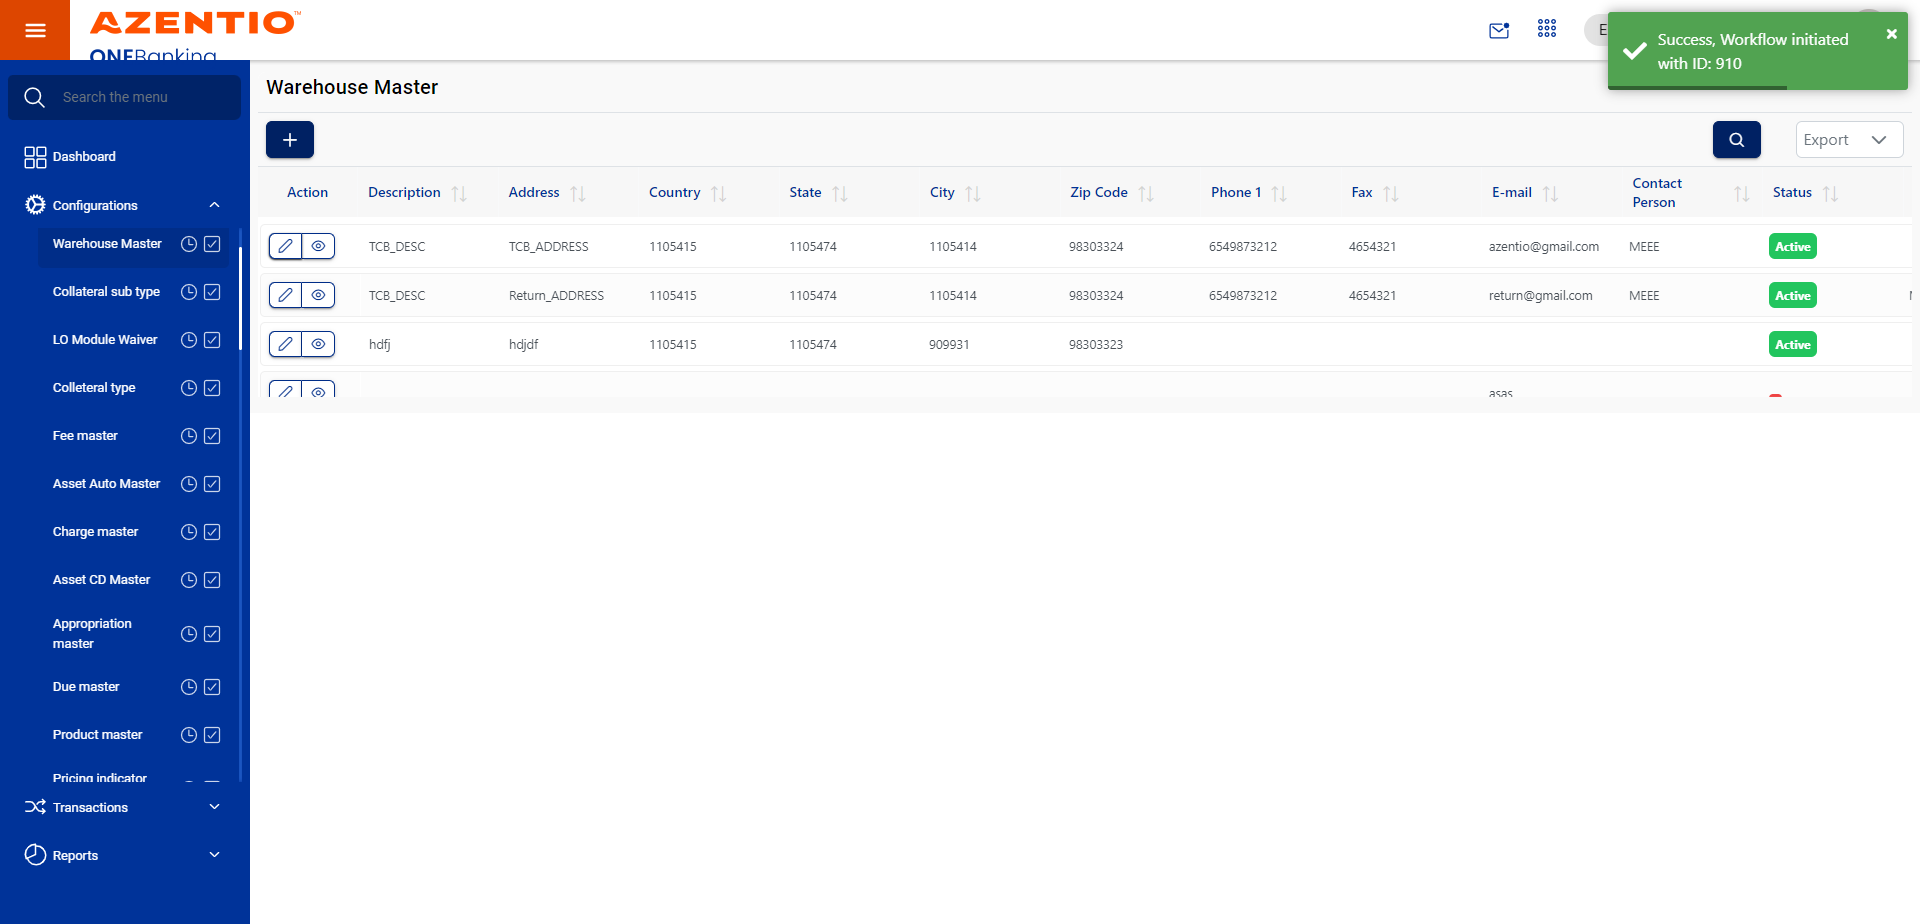 AZENTIO™
ONEBanking
E
Success, Workflow initiated
with ID: 910
Search the menu
Dashboard
Configurations
Warehouse Master
Collateral sub type
LO Module Waiver
Colleteral type
Fee master
Asset Auto Master
Charge master
Asset CD Master
Appropriation
master
Due master
Product master
Pricing indicator
Transactions
Reports
Warehouse Master
Export
Action Description Address Country State City Zip Code Phone 1 Fax E-mail Contact Person Status
TCB_DESC TCB_ADDRESS 1105415 1105474 1105414 98303324 6549873212 4654321 azentio@gmail.com MEEE Active
TCB_DESC Return_ADDRESS 1105415 1105474 1105414 98303324 6549873212 4654321 return@gmail.com MEEE Active
hdfj hdjdf 1105415 1105474 909931 98303323 Active
asas